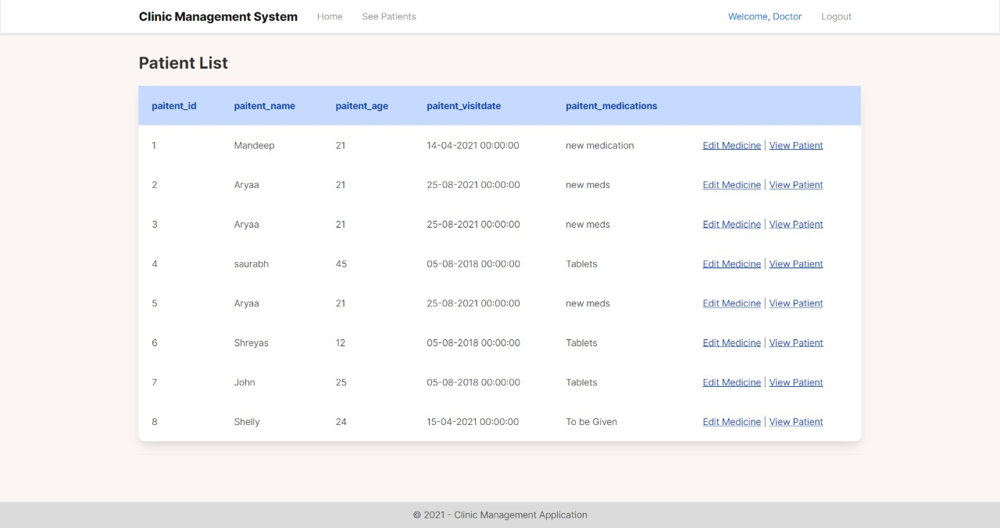 Clinic Management System Home See Patients Welcome, Doctor Logout
Patient List
paitent_id paitent_name paitent_age paitent_visitdate paitent_medications
1 Mandeep 21 14-04-2021 00:00:00 new medication Edit Medicine | View Patient
2 Aryaa 21 25-08-2021 00:00:00 new meds Edit Medicine | View Patient
3 Aryaa 21 25-08-2021 00:00:00 new meds Edit Medicine | View Patient
4 saurabh 45 05-08-2018 00:00:00 Tablets Edit Medicine | View Patient
5 Aryaa 21 25-08-2021 00:00:00 new meds Edit Medicine | View Patient
6 Shreyas 12 05-08-2018 00:00:00 Tablets Edit Medicine | View Patient
7 John 25 05-08-2018 00:00:00 Tablets Edit Medicine | View Patient
8 Shelly 24 15-04-2021 00:00:00 To be Given Edit Medicine | View Patient
© 2021 - Clinic Management Application